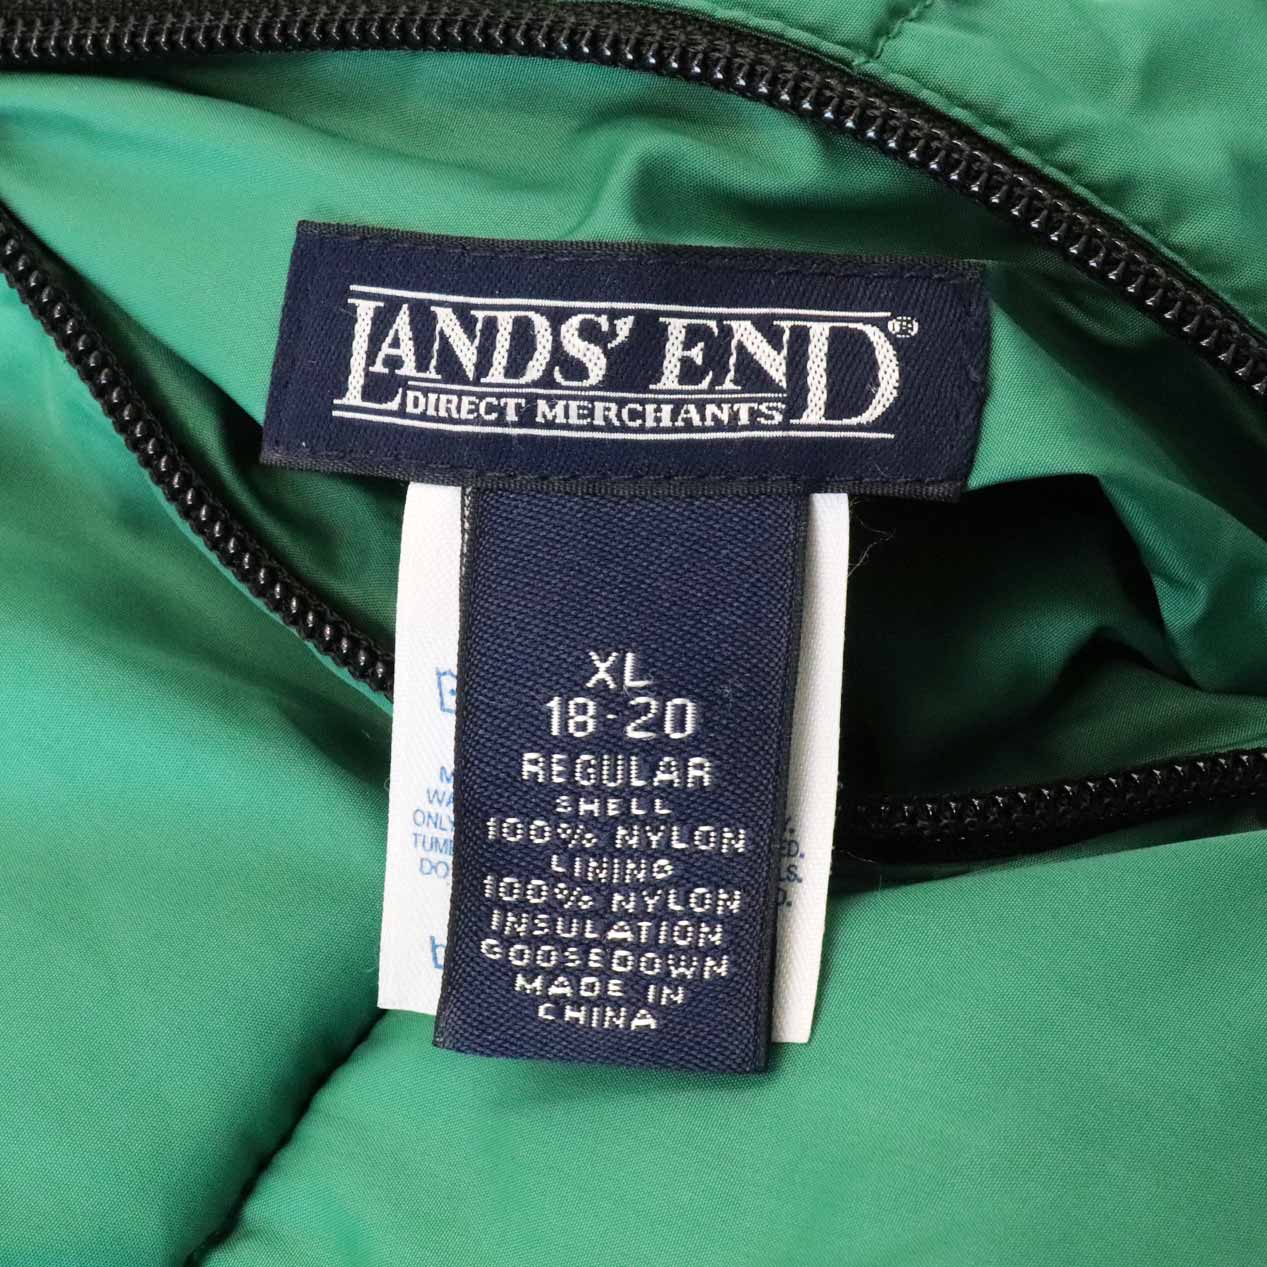 LANDS' END®
DIRECT MERCHANTS
XL
18-20
REGULAR
SHELL
100% NYLON
LINING
100% NYLON
INSULATION
GOOSEDOWN
MADE IN
CHINA